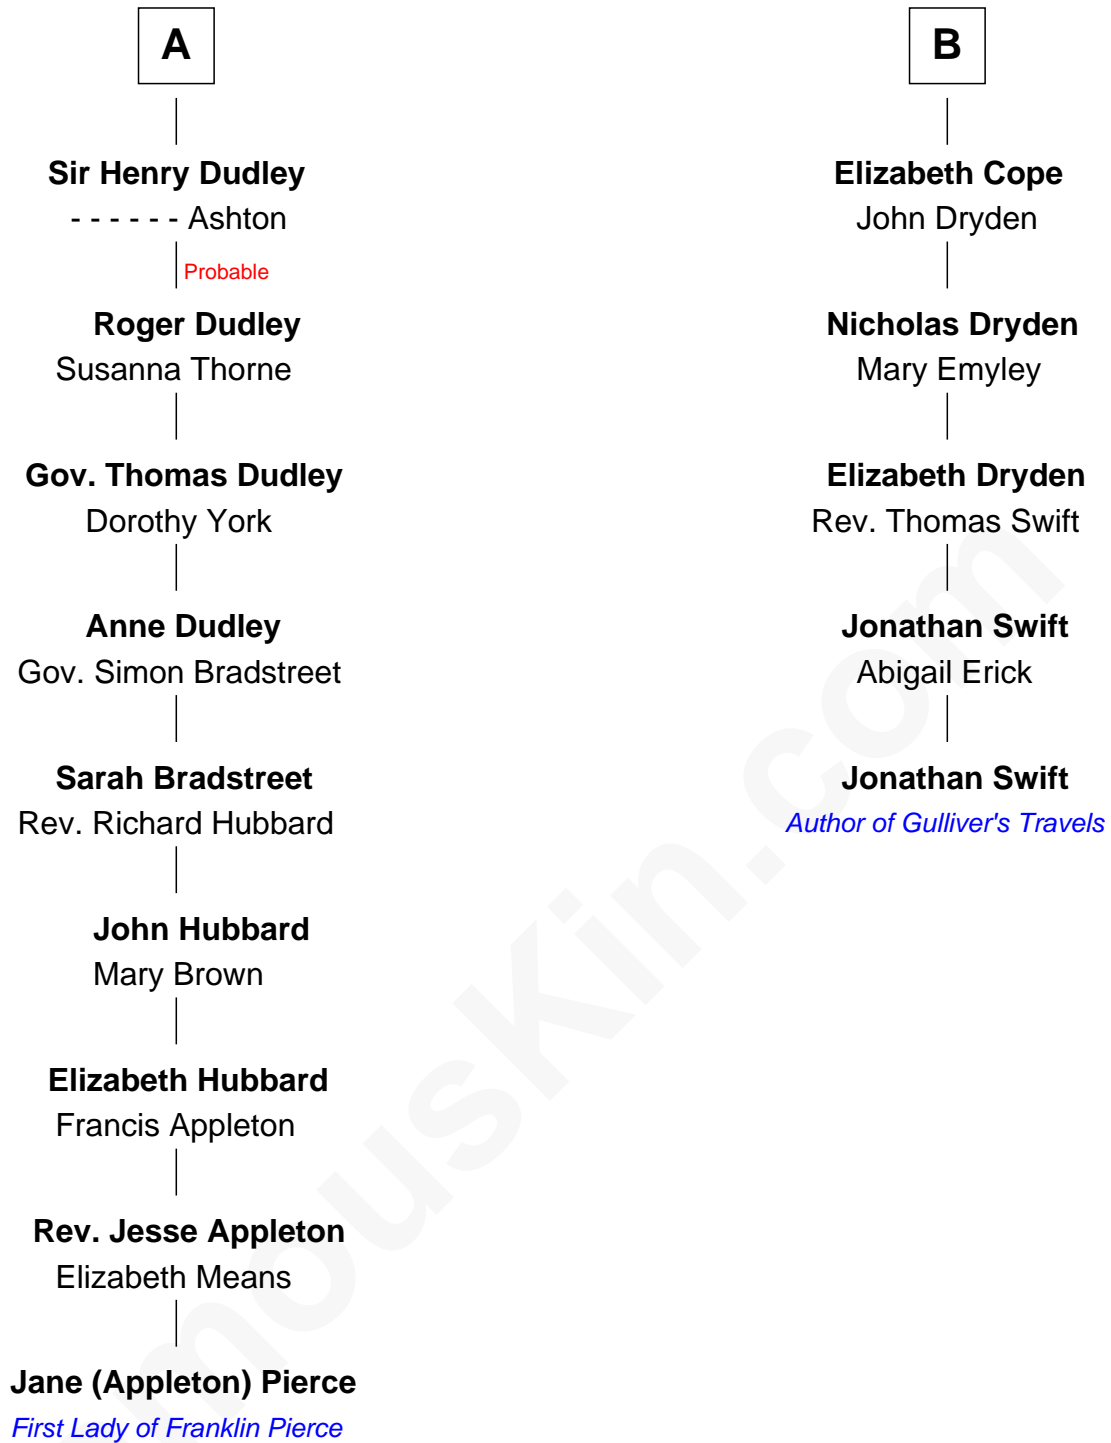 A
Sir Henry Dudley
- - - - - - Ashton
Probable
Roger Dudley
Susanna Thorne
Gov. Thomas Dudley
Dorothy York
Anne Dudley
Gov. Simon Bradstreet
Sarah Bradstreet
Rev. Richard Hubbard
John Hubbard
Mary Brown
Elizabeth Hubbard
Francis Appleton
Rev. Jesse Appleton
Elizabeth Means
Jane (Appleton) Pierce
First Lady of Franklin Pierce
B
Elizabeth Cope
John Dryden
Nicholas Dryden
Mary Emyley
Elizabeth Dryden
Rev. Thomas Swift
Jonathan Swift
Abigail Erick
Jonathan Swift
Author of Gulliver's Travels
mousKin.com